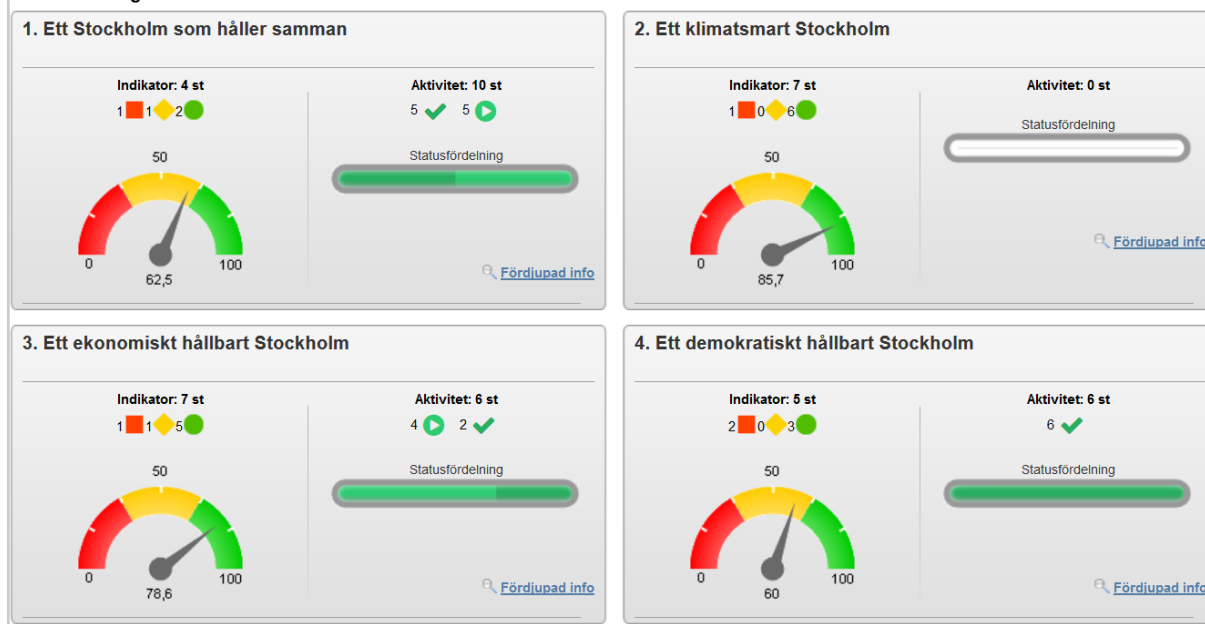 1. Ett Stockholm som håller samman
Indikator: 4 st
1 1 2
50
0
100
62,5
Aktivitet: 10 st
5 5
Statusfördelning
Fördjupad info
2. Ett klimatsmart Stockholm
Indikator: 7 st
1 0 6
50
0
100
85,7
Aktivitet: 0 st
Statusfördelning
Fördjupad info
3. Ett ekonomiskt hållbart Stockholm
Indikator: 7 st
1 1 5
50
0
100
78,6
Aktivitet: 6 st
4 2
Statusfördelning
Fördjupad info
4. Ett demokratiskt hållbart Stockholm
Indikator: 5 st
2 0 3
50
0
100
60
Aktivitet: 6 st
6
Statusfördelning
Fördjupad info